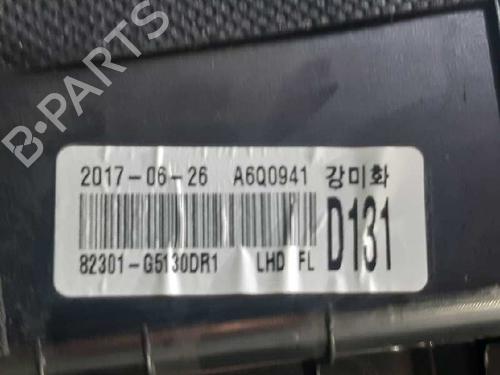 B-PARTS
2017-06-26 A6Q0941 강미화
82301-G5130DR1 LHD FL D131